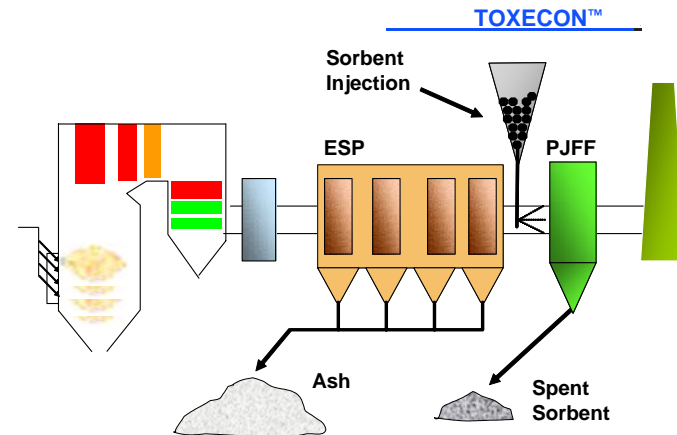 TOXECON™
Sorbent
Injection
ESP
PJFF
Ash
Spent
Sorbent